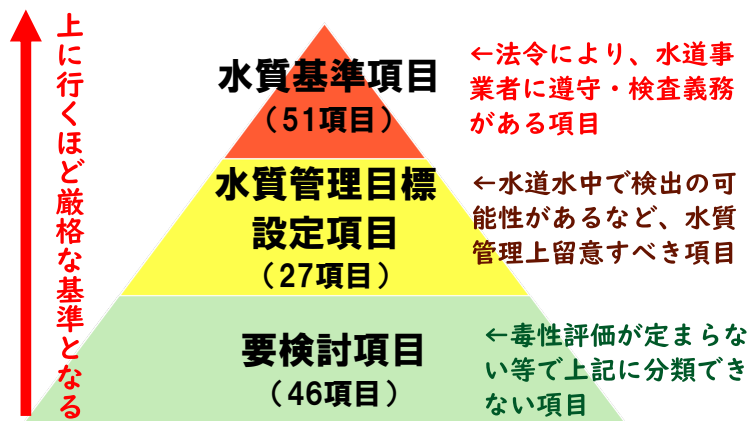 上に行くほど厳格な基準となる
水質基準項目
（51項目）
←法令により、水道事
業者に遵守・検査義務
がある項目
水質管理目標
設定項目
（27項目）
←水道水中で検出の可
能性があるなど、水質
管理上留意すべき項目
要検討項目
（46項目）
←毒性評価が定まらな
い等で上記に分類でき
ない項目